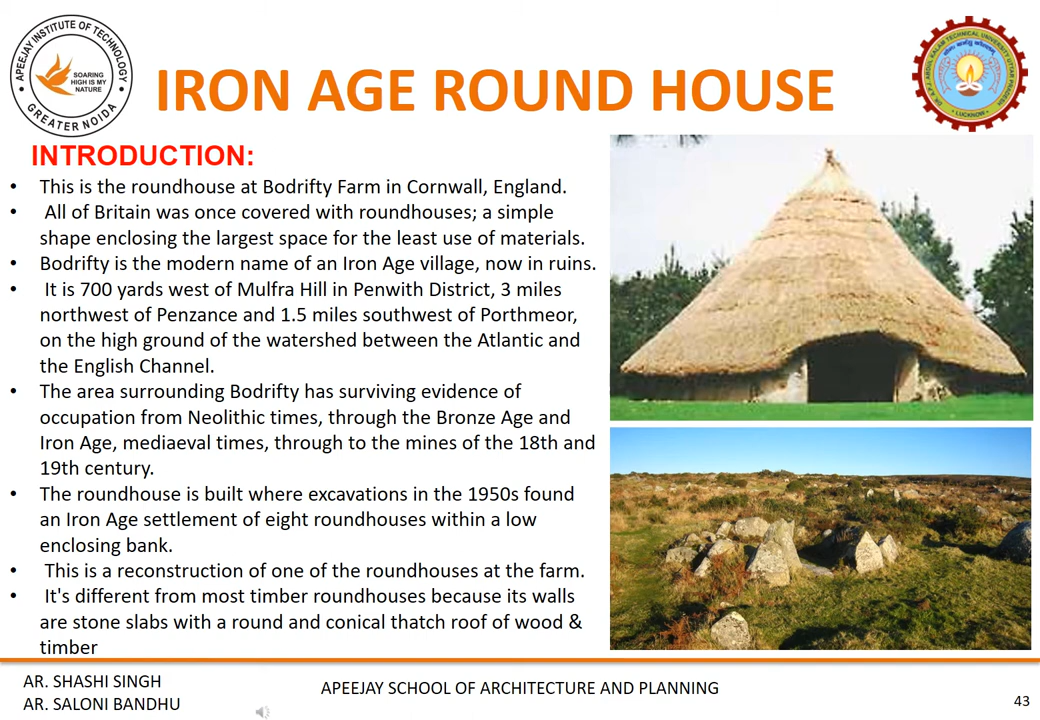 APEEJAY INSTITUTE OF TECHNOLOGY
SOARING
HIGH IS MY
NATURE
GREATER NOIDA
IRON AGE ROUND HOUSE
INTRODUCTION:
• This is the roundhouse at Bodrifty Farm in Cornwall, England.
• All of Britain was once covered with roundhouses; a simple
shape enclosing the largest space for the least use of materials.
• Bodrifty is the modern name of an Iron Age village, now in ruins.
• It is 700 yards west of Mulfra Hill in Penwith District, 3 miles
northwest of Penzance and 1.5 miles southwest of Porthmeor,
on the high ground of the watershed between the Atlantic and
the English Channel.
• The area surrounding Bodrifty has surviving evidence of
occupation from Neolithic times, through the Bronze Age and
Iron Age, mediaeval times, through to the mines of the 18th and
19th century.
• The roundhouse is built where excavations in the 1950s found
an Iron Age settlement of eight roundhouses within a low
enclosing bank.
• This is a reconstruction of one of the roundhouses at the farm.
• It's different from most timber roundhouses because its walls
are stone slabs with a round and conical thatch roof of wood &
timber
AR. SHASHI SINGH
AR. SALONI BANDHU
APEEJAY SCHOOL OF ARCHITECTURE AND PLANNING
43